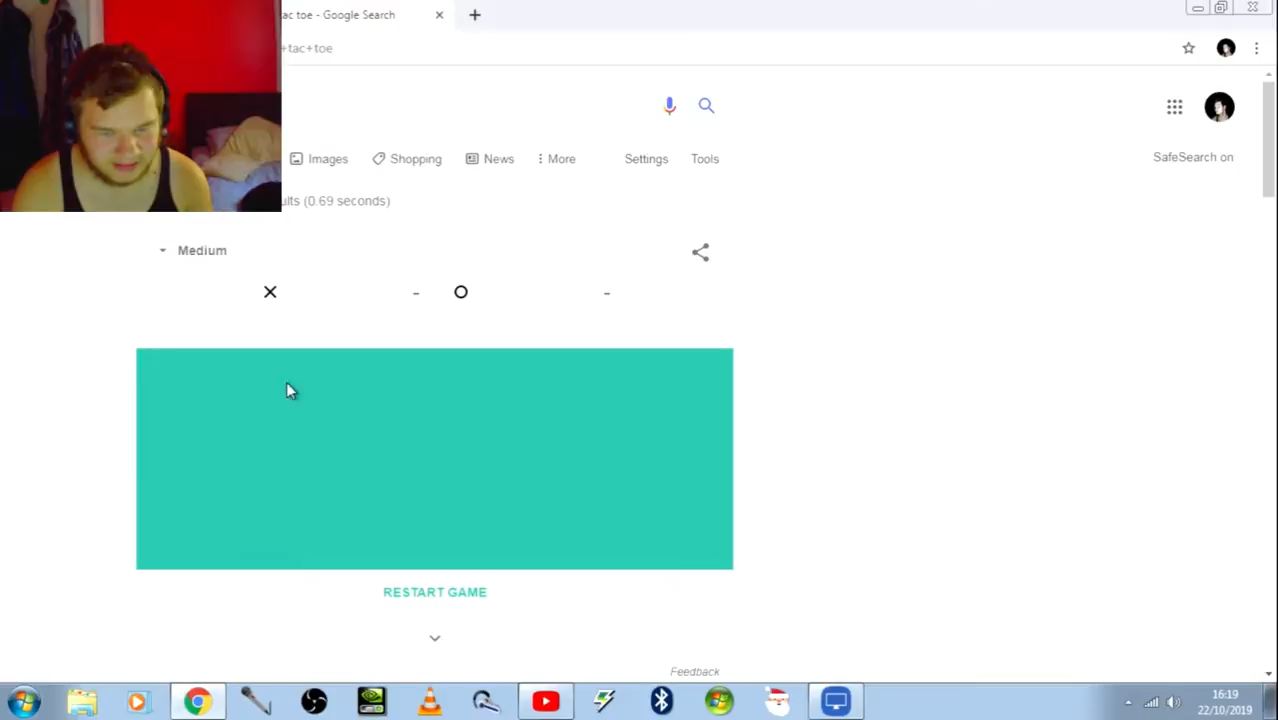 tac toe - Google Search
+tac+toe
Images Shopping News More Settings Tools
SafeSearch on
ults (0.69 seconds)
Medium
- -
RESTART GAME
Feedback
16:19
22/10/2019